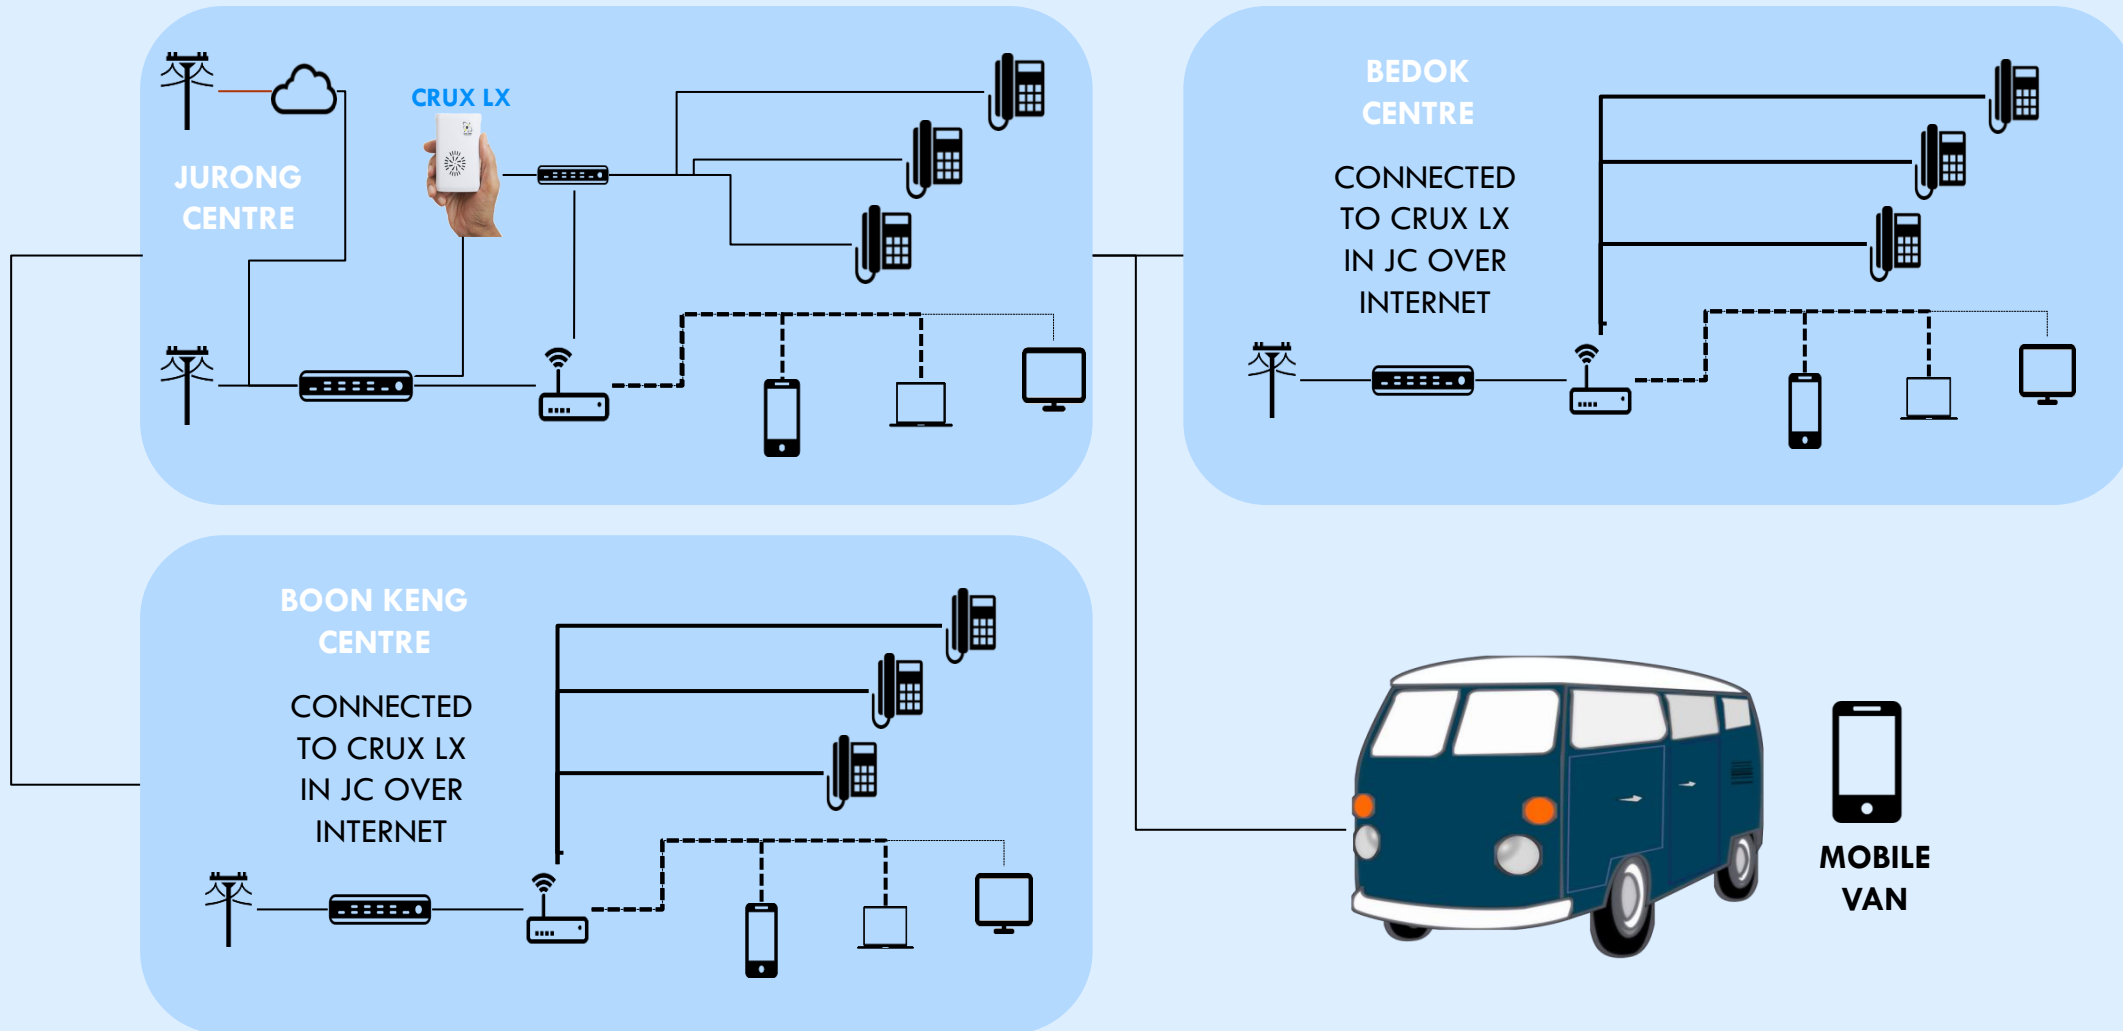 CRUX LX
JURONG
CENTRE
BEDOK
CENTRE
CONNECTED
TO CRUX LX
IN JC OVER
INTERNET
BOON KENG
CENTRE
CONNECTED
TO CRUX LX
IN JC OVER
INTERNET
MOBILE
VAN